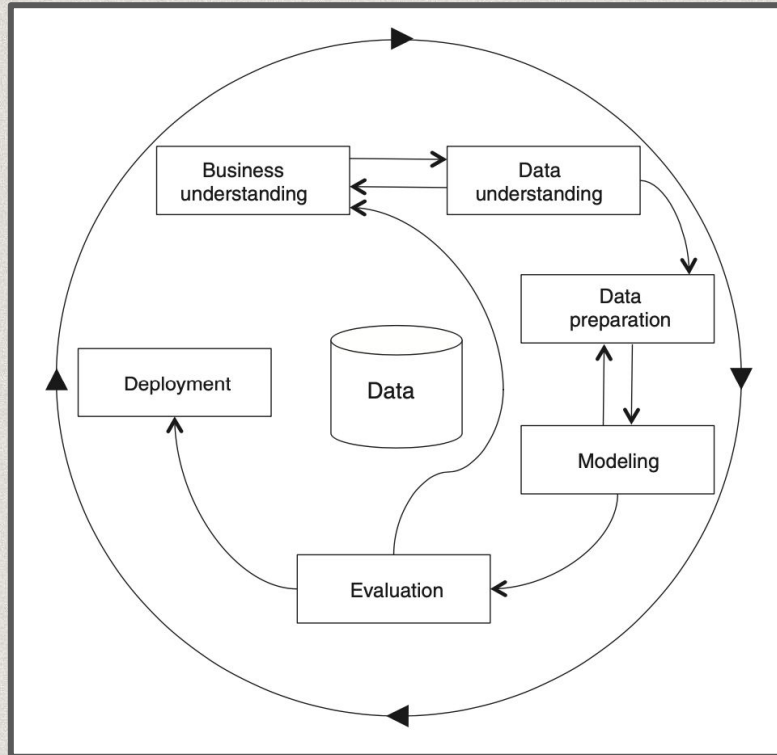 Business
understanding
Data
understanding
Data
preparation
Deployment
Data
Modeling
Evaluation